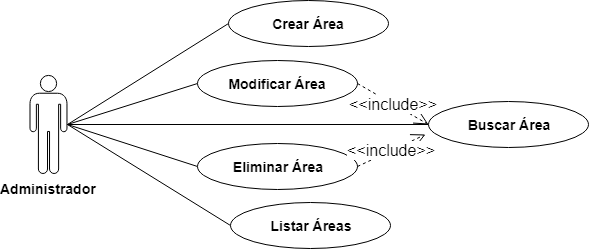 Crear Área
Modificar Área
<<include>>
Buscar Área
<<include>>
Eliminar Área
Administrador
Listar Áreas